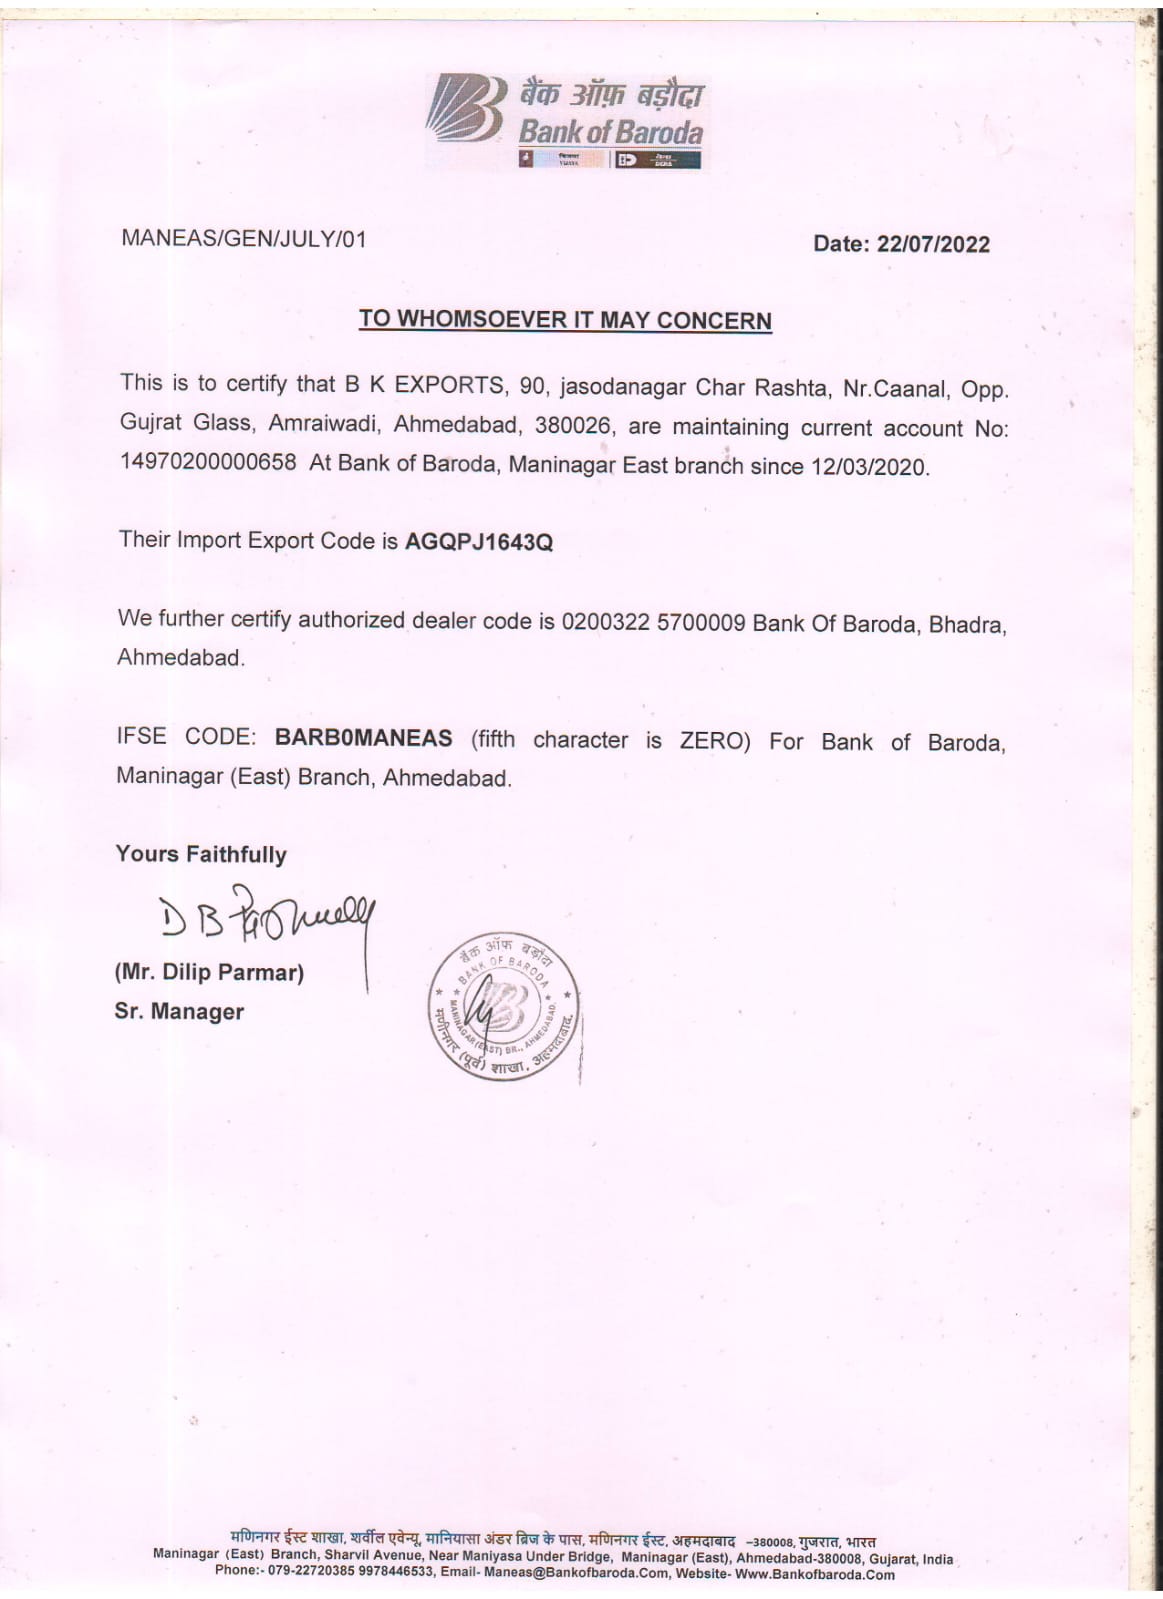 बैंक ऑफ़ बड़ौदा
Bank of Baroda
विजया VIJAYA देना DENA
MANEAS/GEN/JULY/01
Date: 22/07/2022
TO WHOMSOEVER IT MAY CONCERN
This is to certify that B K EXPORTS, 90, jasodanagar Char Rashta, Nr.Caanal, Opp.
Gujrat Glass, Amraiwadi, Ahmedabad, 380026, are maintaining current account No:
14970200000658 At Bank of Baroda, Maninagar East branch since 12/03/2020.
Their Import Export Code is AGQPJ1643Q
We further certify authorized dealer code is 0200322 5700009 Bank Of Baroda, Bhadra,
Ahmedabad.
IFSE CODE: BARB0MANEAS (fifth character is ZERO) For Bank of Baroda,
Maninagar (East) Branch, Ahmedabad.
Yours Faithfully
D B
(Mr. Dilip Parmar)
Sr. Manager
बैंक ऑफ बड़ौदा
BANK OF BARODA
MANINAGAR (EAST) BR., AHMEDABAD.
मणीनगर (पूर्व) शाखा, अहमदाबाद.
मणिनगर ईस्ट शाखा, शर्वील एवेन्यू, मानियासा अंडर ब्रिज के पास, मणिनगर ईस्ट, अहमदाबाद –380008, गुजरात, भारत
Maninagar (East) Branch, Sharvil Avenue, Near Maniyasa Under Bridge, Maninagar (East), Ahmedabad-380008, Gujarat, India
Phone:- 079-22720385 9978446533, Email- Maneas@Bankofbaroda.Com, Website- Www.Bankofbaroda.Com